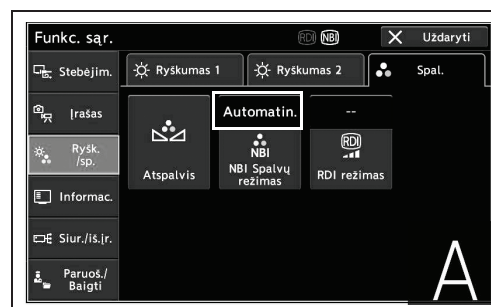 Funkc. sąr.
RDI NBI
Uždaryti
Stebėjim.
Ryškumas 1
Ryškumas 2
Spal.
Įrašas
Automatin.
--
Ryšk.
/sp.
Atspalvis
NBI
NBI Spalvų
režimas
RDI
RDI režimas
Informac.
Siur./iš.įr.
Paruoš./
Baigti
A